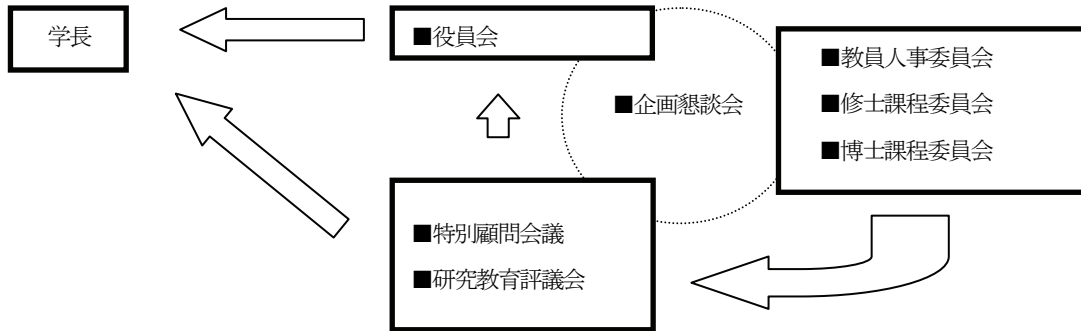 学長
■役員会
■教員人事委員会
■修士課程委員会
■博士課程委員会
■企画懇談会
■特別顧問会議
■研究教育評議会